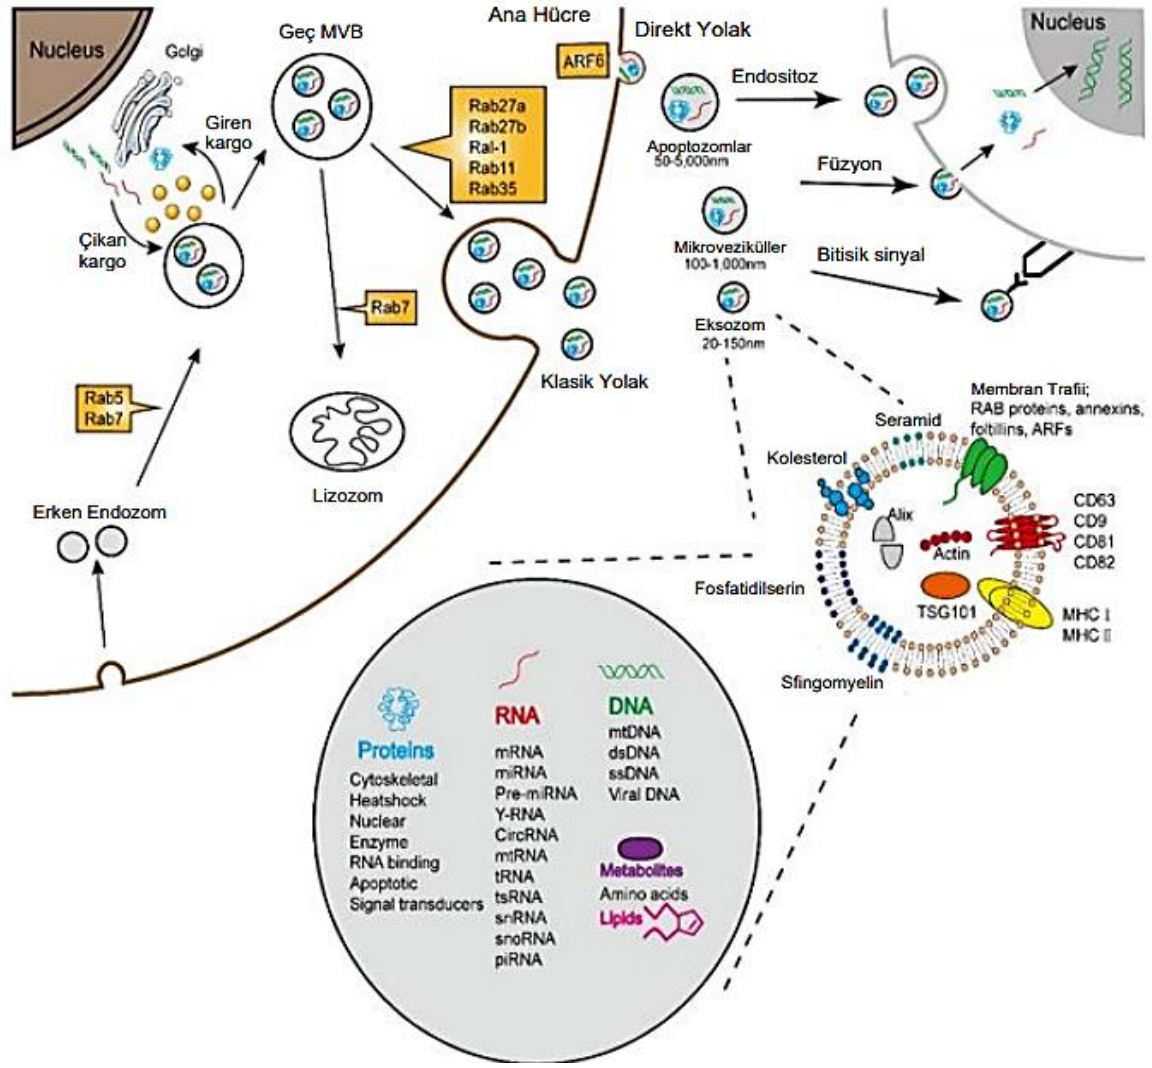 Nucleus
Golgi
Geç MVB
Ana Hücre
Direkt Yolak
ARF6
Giren
kargo
Rab27a
Rab27b
Ral-1
Rab11
Rab35
Çikan
kargo
Rab7
Rab5
Rab7
Klasik Yolak
Lizozom
Erken Endozom
Apoptozomlar
50-5,000nm
Mikroveziküller
100-1,000nm
Eksozom
20-150nm
Endositoz
Füzyon
Bitisik sinyal
Nucleus
Membran Trafii;
RAB proteins, annexins,
foltillins, ARFs
Seramid
Kolesterol
Alix
Actin
TSG101
CD63
CD9
CD81
CD82
MHC I
MHC II
Fosfatidilserin
Sfingomyelin
Proteins
Cytoskeletal
Heatshock
Nuclear
Enzyme
RNA binding
Apoptotic
Signal transducers
RNA
mRNA
miRNA
Pre-miRNA
Y-RNA
CircRNA
mtRNA
tRNA
tsRNA
snRNA
snoRNA
piRNA
DNA
mtDNA
dsDNA
ssDNA
Viral DNA
Metabolites
Amino acids
Lipids